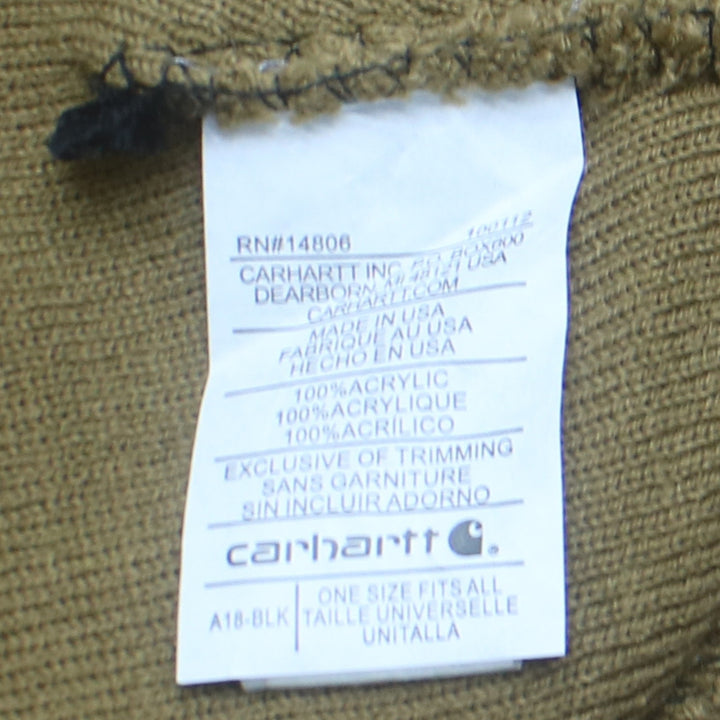 RN#14806 100112
CARHARTT INC. P.O. BOX600
DEARBORN, MI 48121 USA
CARHARTT.COM
MADE IN USA
FABRIQUE AU USA
HECHO EN USA
100%ACRYLIC
100%ACRYLIQUE
100%ACRÍLICO
EXCLUSIVE OF TRIMMING
SANS GARNITURE
SIN INCLUIR ADORNO
carhartt
A18-BLK ONE SIZE FITS ALL
TAILLE UNIVERSELLE
UNITALLA